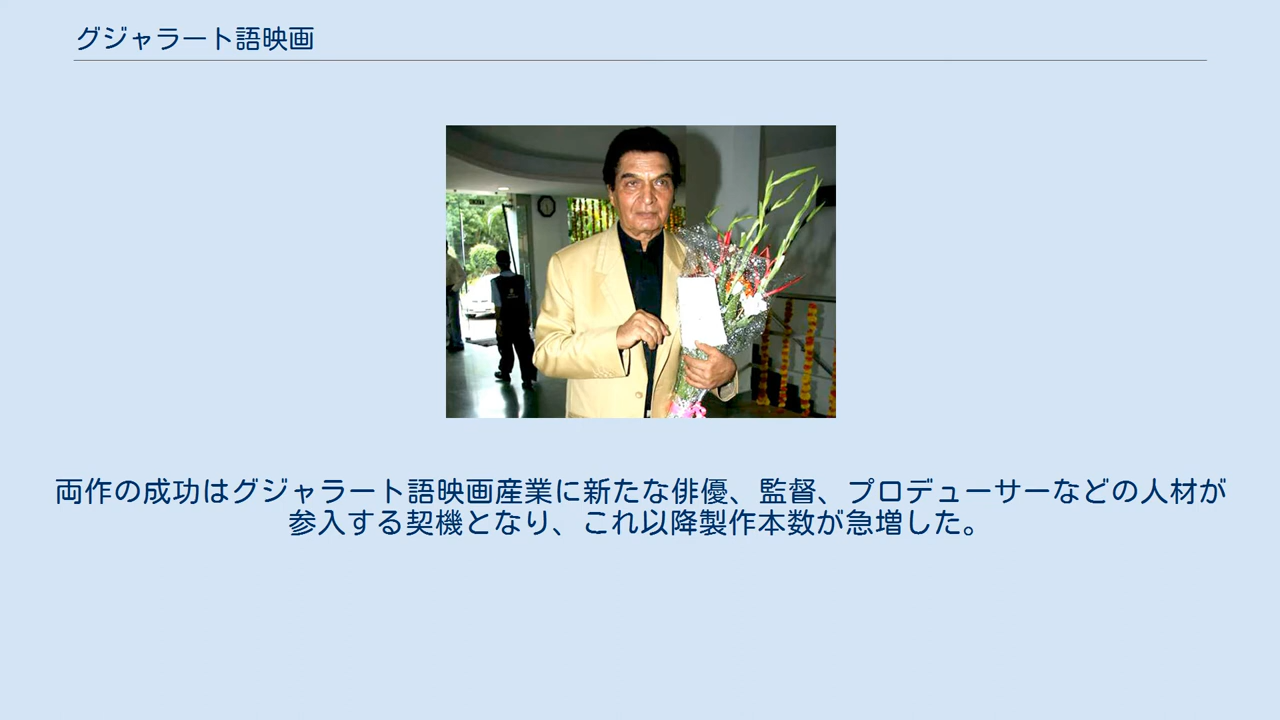 グジャラート語映画
両作の成功はグジャラート語映画産業に新たな俳優、監督、プロデューサーなどの人材が
参入する契機となり、これ以降製作本数が急増した。